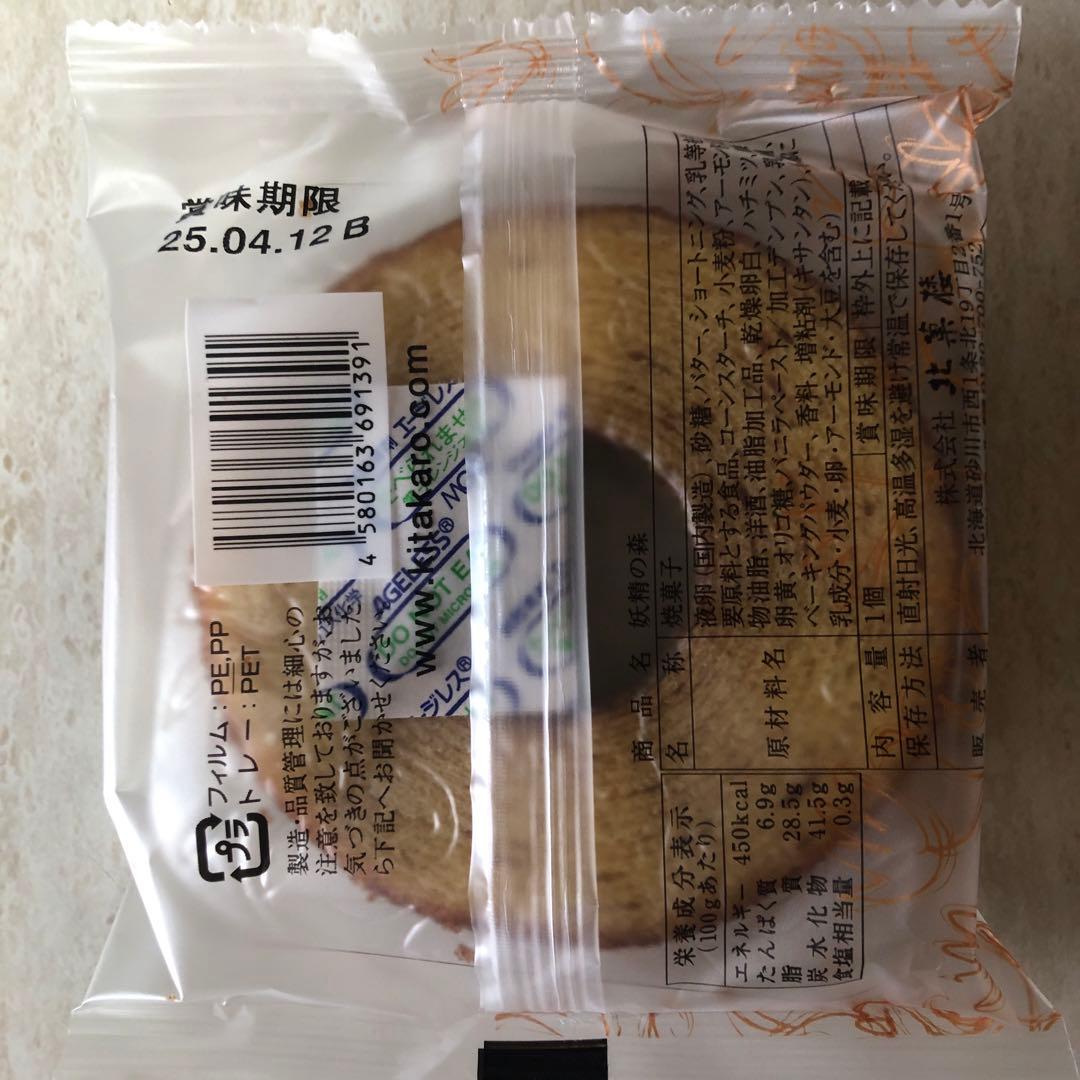 賞味期限
25.04.12 B
4 580163 691391
www.kitakaro.com
プラ
フィルム：PE,PP
トレー：PET
製造・品質管理には細心の
注意を致しておりますが、お
気づきの点がございました
ら下記へお聞かせください。
AGELESS®
商品名 妖精の森
名称 焼菓子
原材料名 液卵(国内製造)、砂糖、バター、ショートニング、乳等
要原料とする食品、コーンスターチ、小麦粉、アーモン
物油脂、洋酒、油脂加工品、乾燥卵白、ハチミツ、
卵黄、オリゴ糖、バニラペースト、加工デンプン、乳
ベーキングパウダー、香料、増粘剤(キサンタン)、
乳成分・小麦・卵・アーモンド・大豆を含む)
内容量 1個 賞味期限 枠外上に記載
保存方法 直射日光、高温多湿を避け常温で保存してください。
販売者 株式会社 北菓楼
北海道砂川市西1条北19丁目2番1号
栄養成分表示
(100gあたり)
エネルギー 450kcal
たんぱく質 6.9g
脂質 28.5g
炭水化物 41.5g
食塩相当量 0.3g